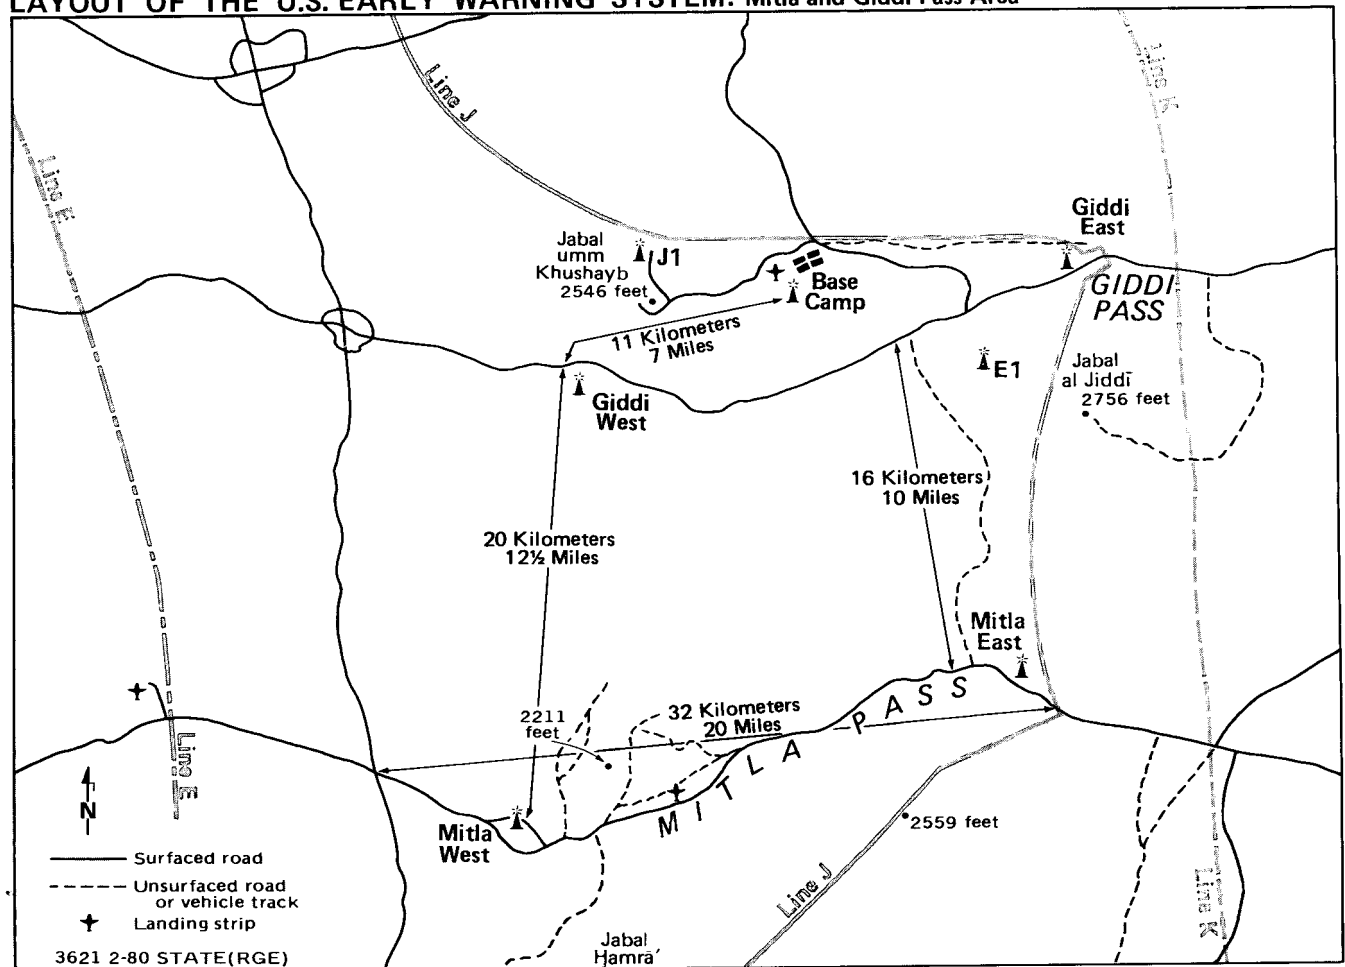 LAYOUT OF THE U.S. EARLY WARNING SYSTEM: Mitla and Giddi Pass Area
Line J
Line K
Line E
Giddi
East
Jabal
umm
Khushayb
2546 feet
J1
Base
Camp
GIDDI
PASS
11 Kilometers
7 Miles
E1
Jabal
al Jiddī
2756 feet
Giddi
West
16 Kilometers
10 Miles
20 Kilometers
12½ Miles
Mitla
East
2211
feet
32 Kilometers
20 Miles
MITLA PASS
Line E
N
Mitla
West
2559 feet
Line J
Line K
Surfaced road
Unsurfaced road
or vehicle track
Landing strip
Jabal
Ḩamrā'
3621 2-80 STATE(RGE)